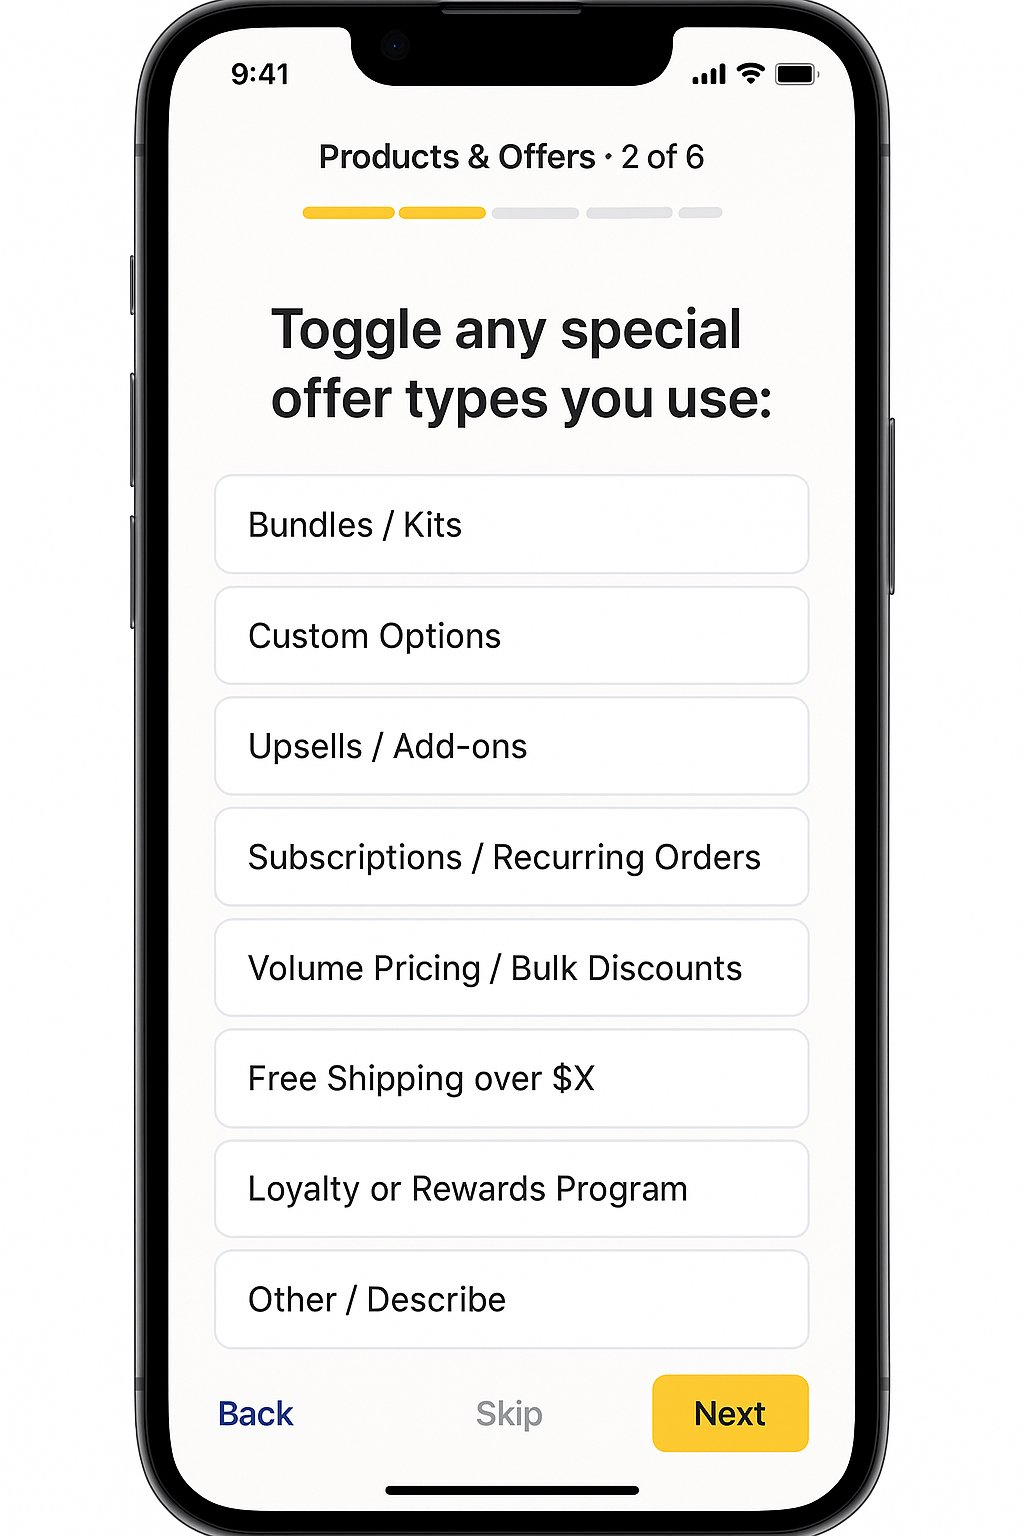 9:41
Products & Offers • 2 of 6
Toggle any special
offer types you use:
Bundles / Kits
Custom Options
Upsells / Add-ons
Subscriptions / Recurring Orders
Volume Pricing / Bulk Discounts
Free Shipping over $X
Loyalty or Rewards Program
Other / Describe
Back Skip Next